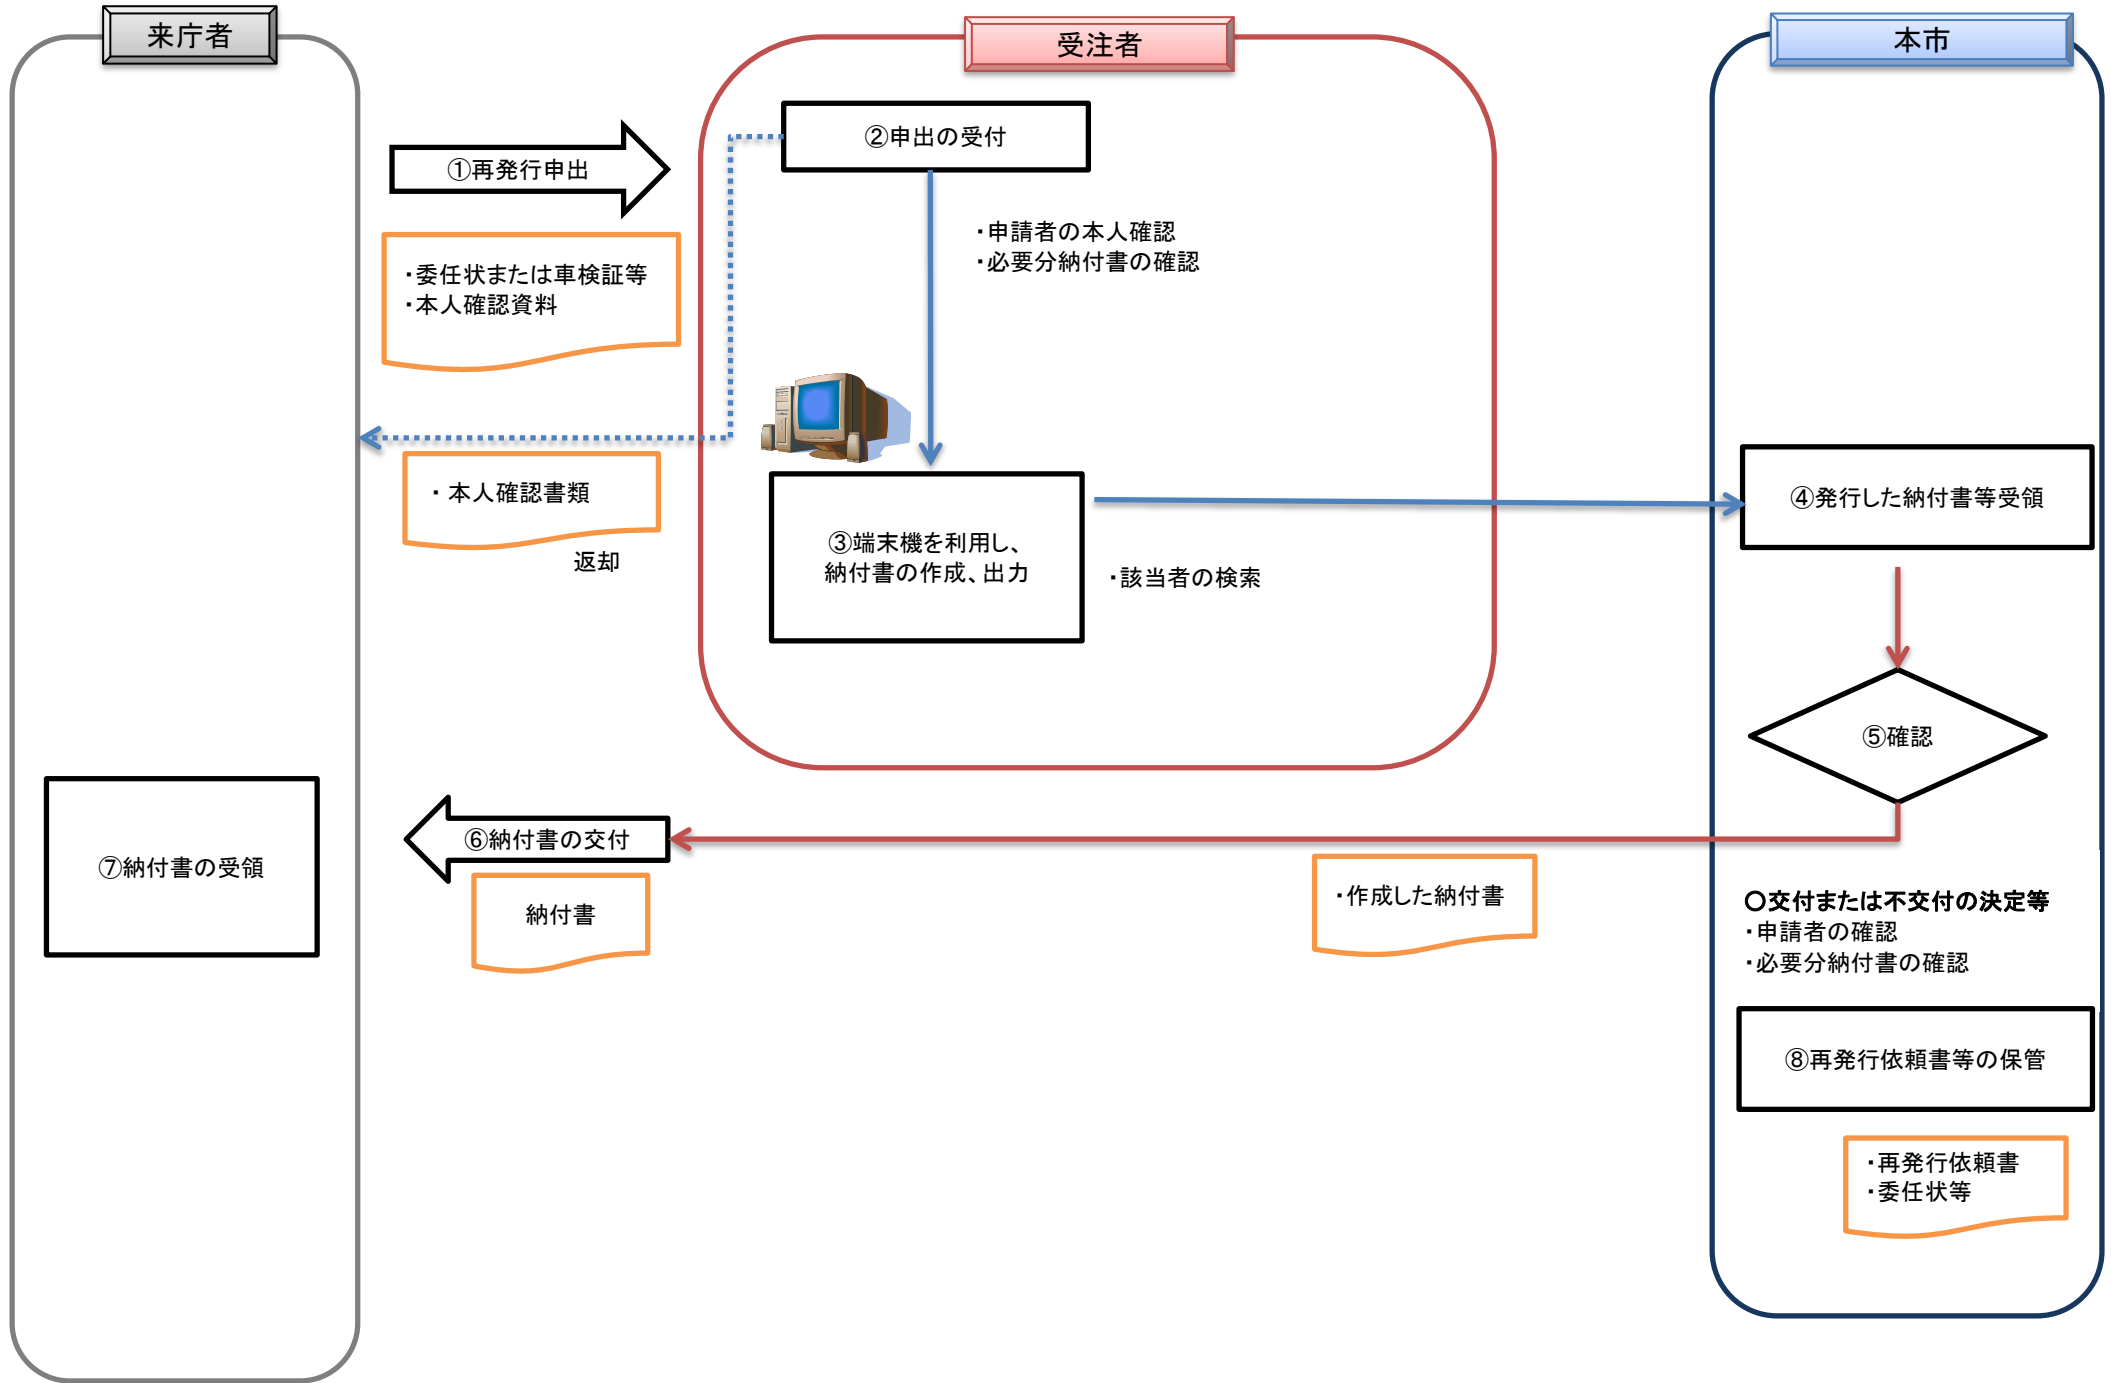 来庁者
受注者
本市
①再発行申出
・委任状または車検証等
・本人確認資料
②申出の受付
・申請者の本人確認
・必要分納付書の確認
・本人確認書類
返却
③端末機を利用し、
納付書の作成、出力
・該当者の検索
④発行した納付書等受領
⑤確認
⑥納付書の交付
納付書
・作成した納付書
⑦納付書の受領
○交付または不交付の決定等
・申請者の確認
・必要分納付書の確認
⑧再発行依頼書等の保管
・再発行依頼書
・委任状等